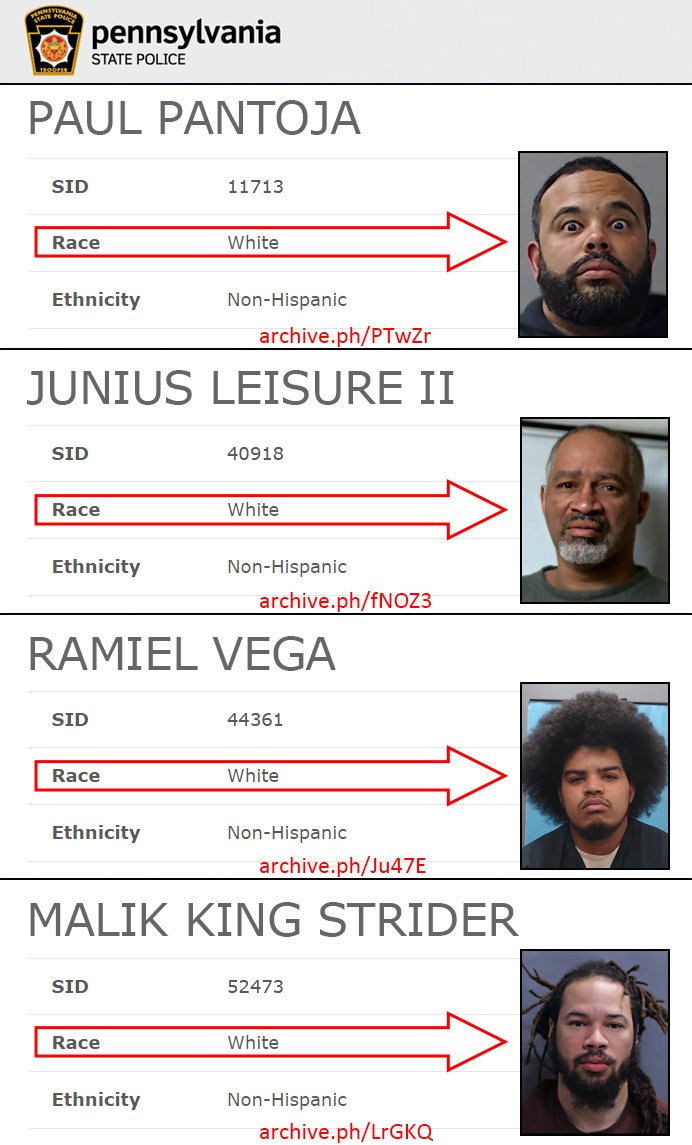 PENNSYLVANIA
STATE POLICE
TROOPER
pennsylvania
STATE POLICE
PAUL PANTOJA
SID 11713
Race White
Ethnicity Non-Hispanic
archive.ph/PTwZr
JUNIUS LEISURE II
SID 40918
Race White
Ethnicity Non-Hispanic
archive.ph/fNOZ3
RAMIEL VEGA
SID 44361
Race White
Ethnicity Non-Hispanic
archive.ph/Ju47E
MALIK KING STRIDER
SID 52473
Race White
Ethnicity Non-Hispanic
archive.ph/LrGKQ